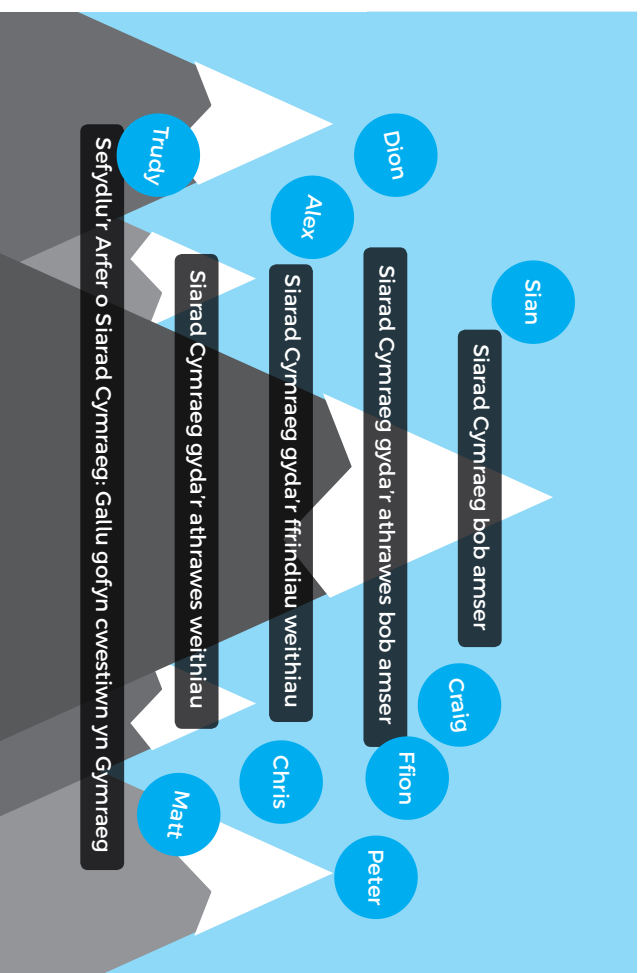 Sian
Siarad Cymraeg bob amser
Craig
Dion
Siarad Cymraeg gyda'r athrawes bob amser
Ffion
Peter
Alex
Siarad Cymraeg gyda'r ffrindiau weithiau
Chris
Siarad Cymraeg gyda'r athrawes weithiau
Trudy
Matt
Sefydlu'r Arfer o Siarad Cymraeg: Gallu gofyn cwestiwn yn Gymraeg